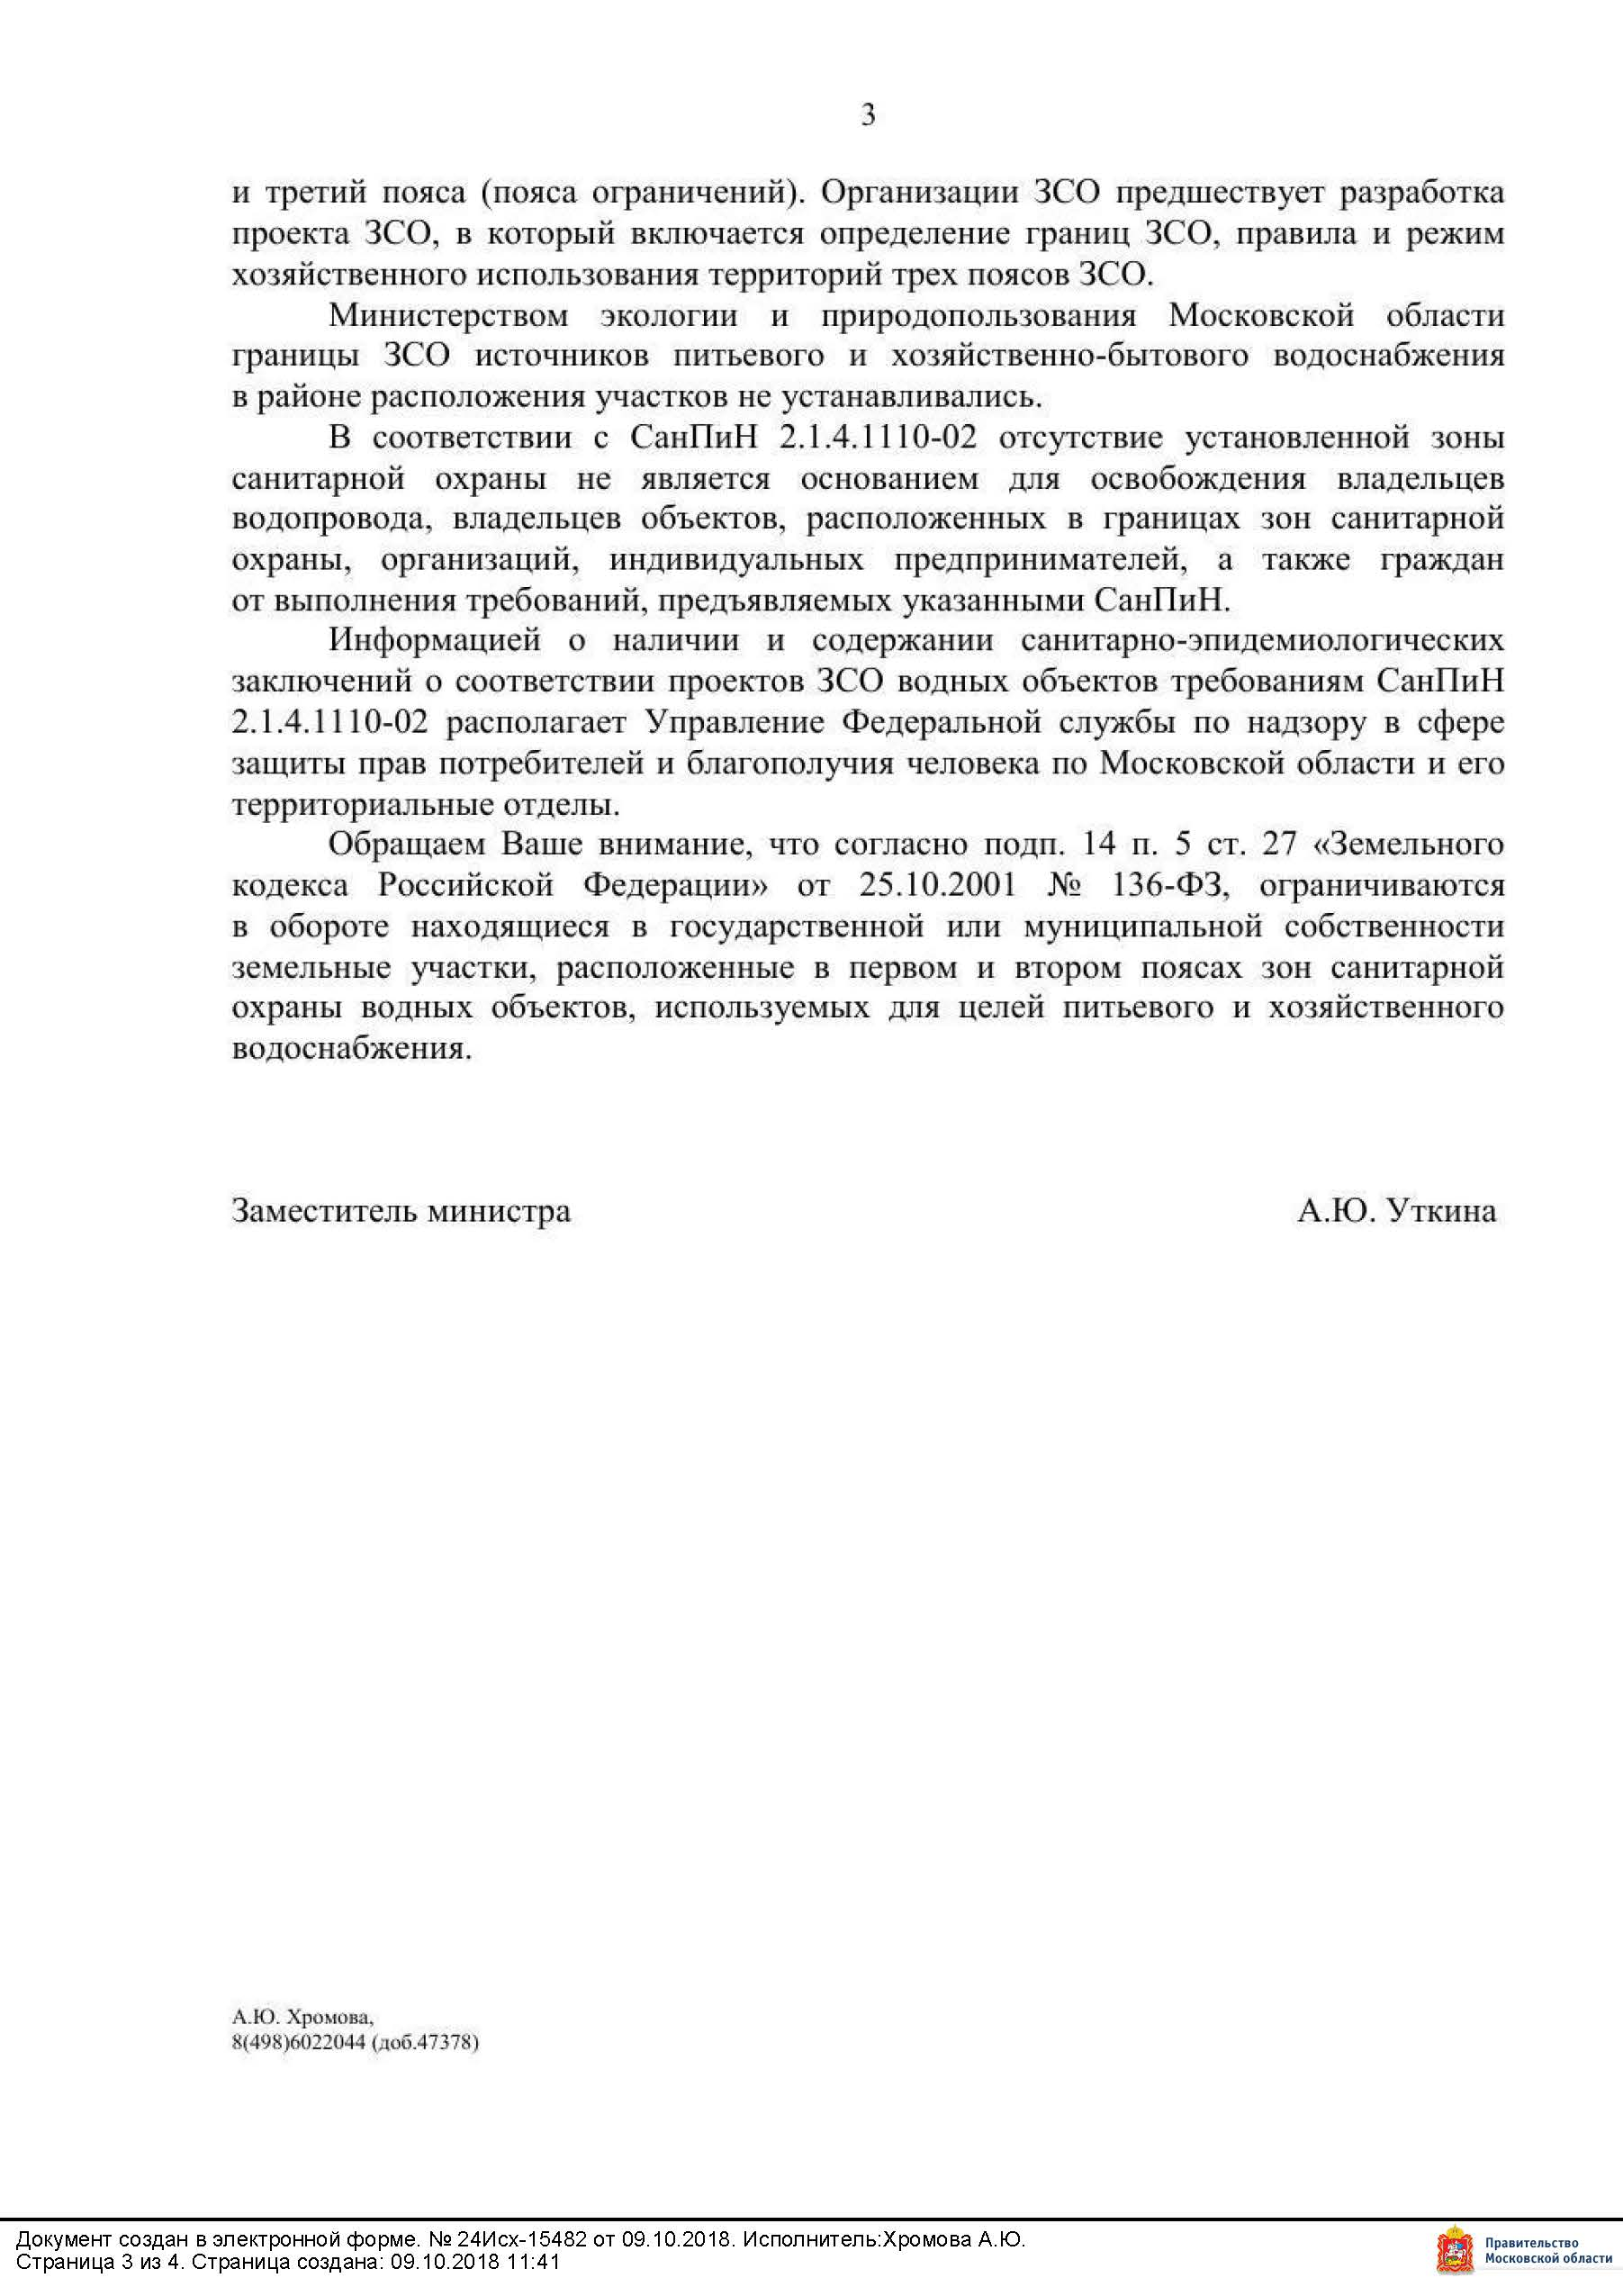 3
и третий пояса (пояса ограничений). Организации ЗСО предшествует разработка
проекта ЗСО, в который включается определение границ ЗСО, правила и режим
хозяйственного использования территорий трех поясов ЗСО.
Министерством экологии и природопользования Московской области
границы ЗСО источников питьевого и хозяйственно-бытового водоснабжения
в районе расположения участков не устанавливались.
В соответствии с СанПиН 2.1.4.1110-02 отсутствие установленной зоны
санитарной охраны не является основанием для освобождения владельцев
водопровода, владельцев объектов, расположенных в границах зон санитарной
охраны, организаций, индивидуальных предпринимателей, а также граждан
от выполнения требований, предъявляемых указанными СанПиН.
Информацией о наличии и содержании санитарно-эпидемиологических
заключений о соответствии проектов ЗСО водных объектов требованиям СанПиН
2.1.4.1110-02 располагает Управление Федеральной службы по надзору в сфере
защиты прав потребителей и благополучия человека по Московской области и его
территориальные отделы.
Обращаем Ваше внимание, что согласно подп. 14 п. 5 ст. 27 «Земельного
кодекса Российской Федерации» от 25.10.2001 № 136-ФЗ, ограничиваются
в обороте находящиеся в государственной или муниципальной собственности
земельные участки, расположенные в первом и втором поясах зон санитарной
охраны водных объектов, используемых для целей питьевого и хозяйственного
водоснабжения.
Заместитель министра А.Ю. Уткина
А.Ю. Хромова,
8(498)6022044 (доб.47378)
Документ создан в электронной форме. № 24Исх-15482 от 09.10.2018. Исполнитель:Хромова А.Ю.
Страница 3 из 4. Страница создана: 09.10.2018 11:41
Правительство
Московской области